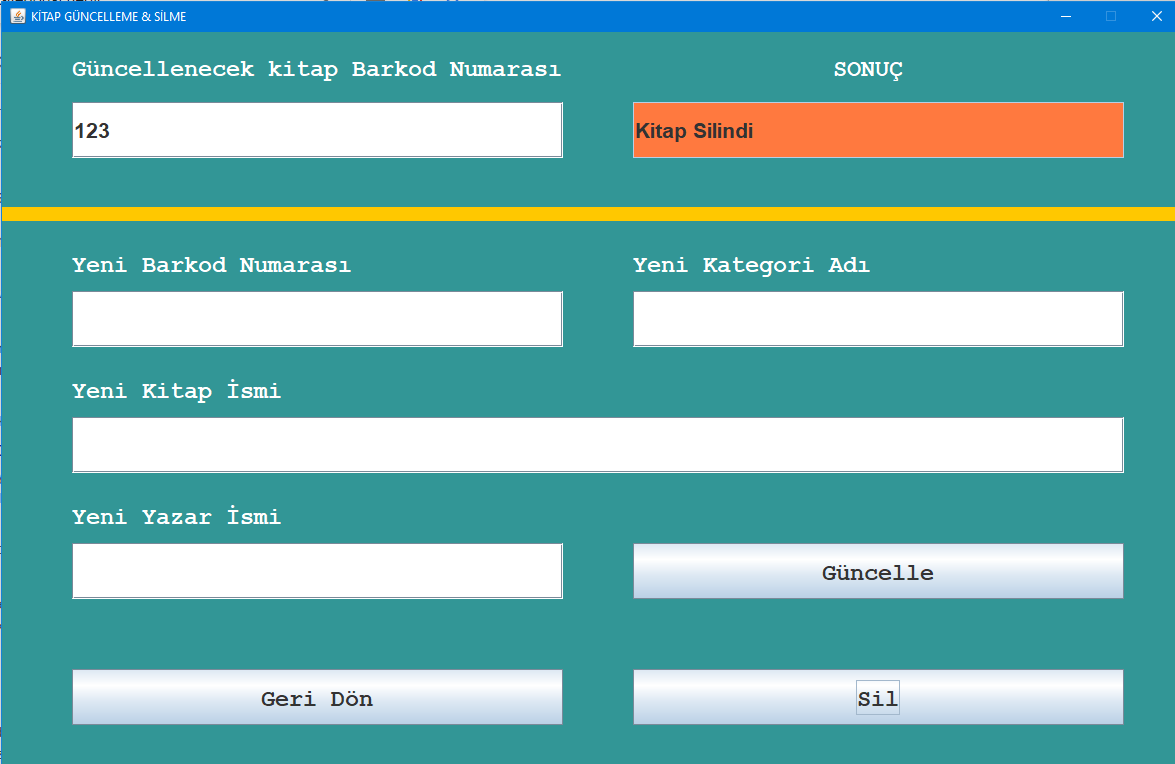 KİTAP GÜNCELLEME & SİLME
Güncellenecek kitap Barkod Numarası
SONUÇ
123
Kitap Silindi
Yeni Barkod Numarası
Yeni Kategori Adı
Yeni Kitap İsmi
Yeni Yazar İsmi
Güncelle
Geri Dön
Sil